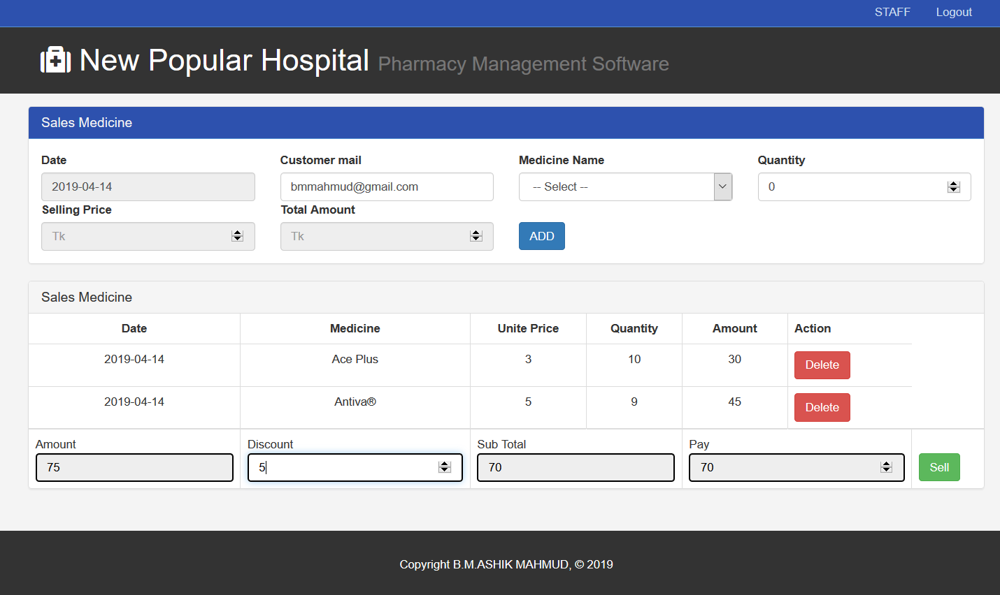 STAFF Logout
New Popular Hospital Pharmacy Management Software
Sales Medicine
Date Customer mail Medicine Name Quantity
2019-04-14 bmmahmud@gmail.com -- Select -- 0
Selling Price Total Amount
Tk Tk ADD
Sales Medicine
Date Medicine Unite Price Quantity Amount Action
2019-04-14 Ace Plus 3 10 30 Delete
2019-04-14 Antiva® 5 9 45 Delete
Amount Discount Sub Total Pay
75 5 70 70 Sell
Copyright B.M.ASHIK MAHMUD, © 2019